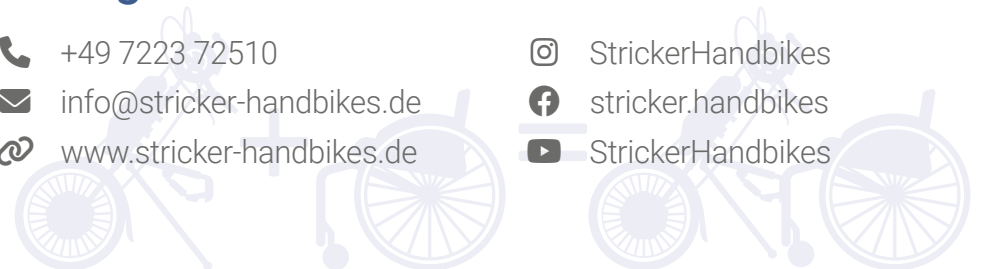 +49 7223 72510
info@stricker-handbikes.de
www.stricker-handbikes.de
StrickerHandbikes
stricker.handbikes
StrickerHandbikes